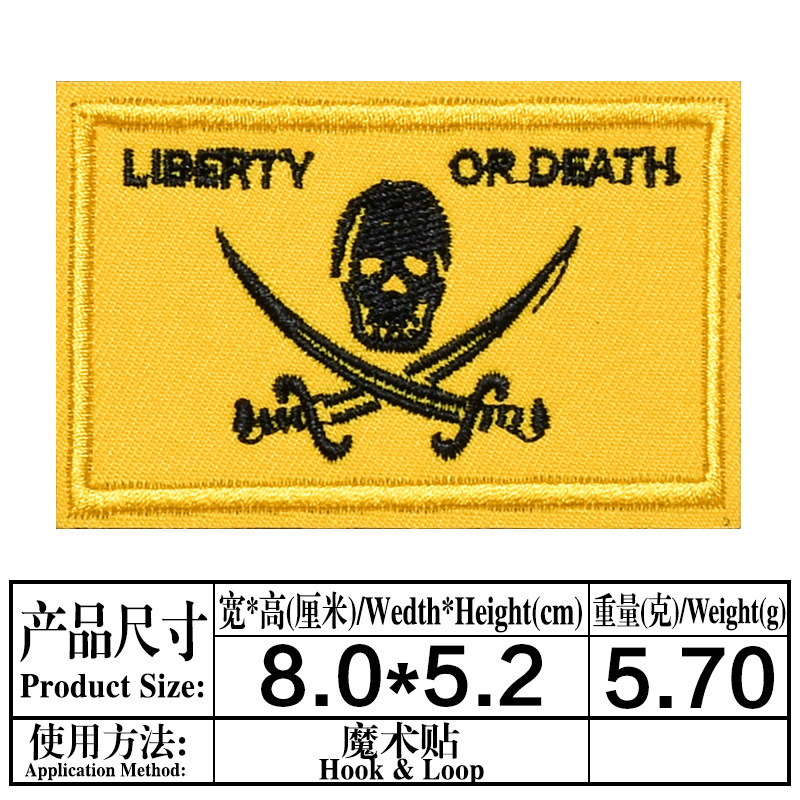 LIBERTY OR DEATH
产品尺寸
Product Size:
宽*高(厘米)/Wedth*Height(cm)
重量(克)/Weight(g)
8.0*5.2
5.70
使用方法:
Application Method:
魔术贴
Hook & Loop